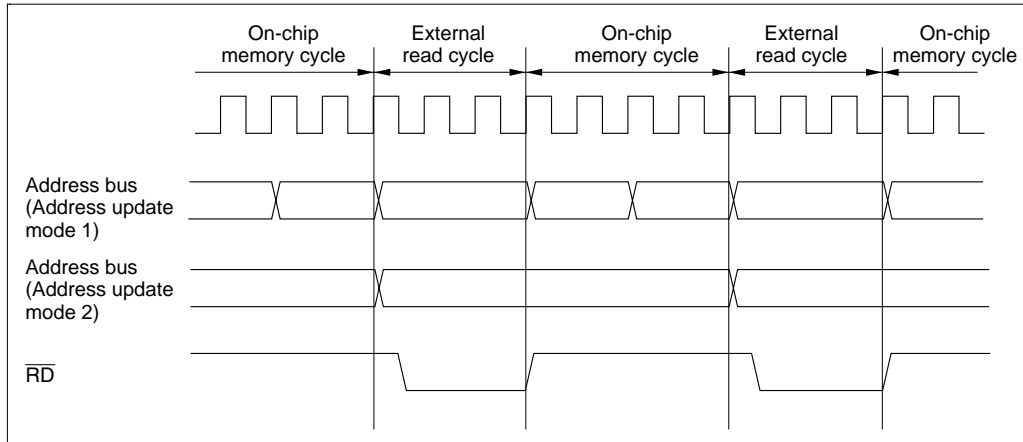 On-chip
memory cycle
External
read cycle
On-chip
memory cycle
External
read cycle
On-chip
memory cycle
Address bus
(Address update
mode 1)
Address bus
(Address update
mode 2)
RD